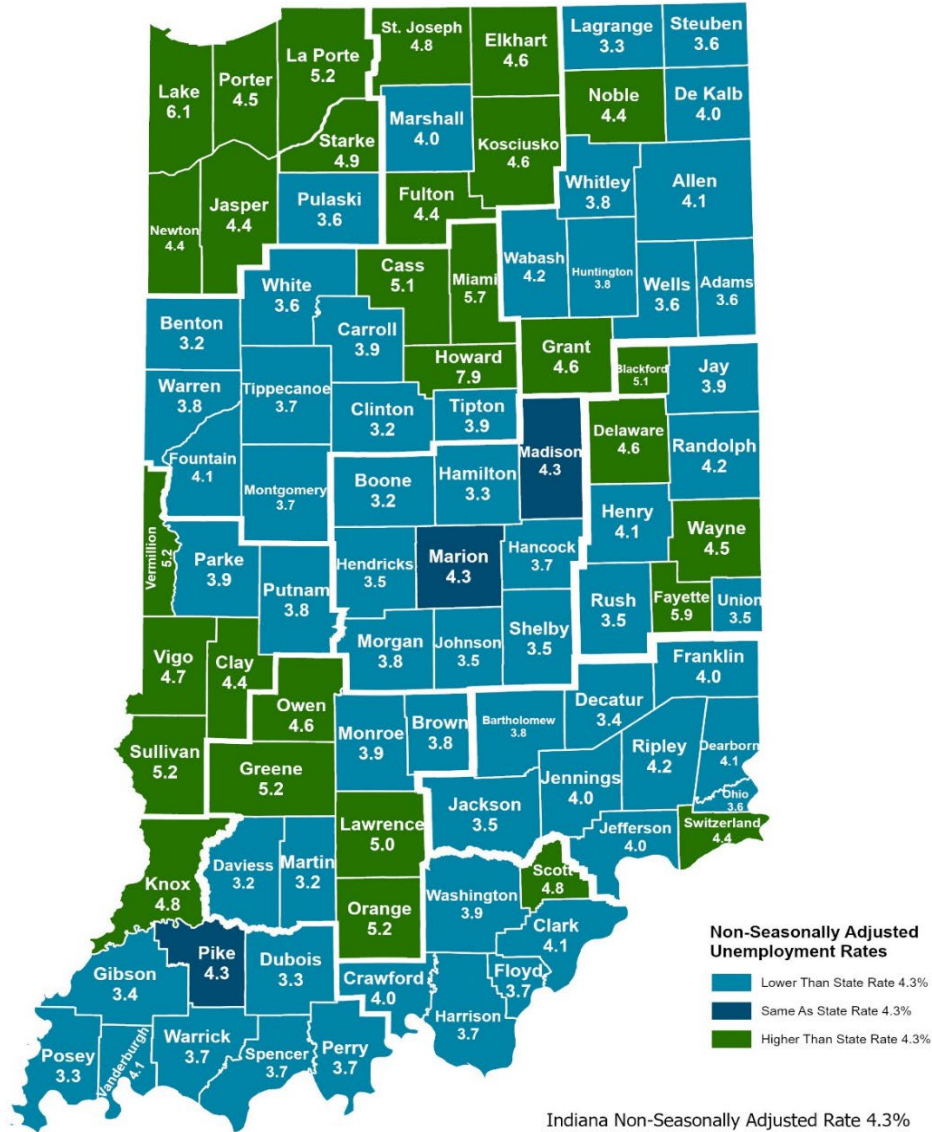 St. Joseph
4.8
Elkhart
4.6
Lagrange
3.3
Steuben
3.6
La Porte
5.2
Porter
4.5
Lake
6.1
Noble
4.4
De Kalb
4.0
Marshall
4.0
Starke
4.9
Kosciusko
4.6
Whitley
3.8
Allen
4.1
Pulaski
3.6
Fulton
4.4
Jasper
4.4
Newton
4.4
Wabash
4.2
Huntington
3.8
Wells
3.6
Adams
3.6
Cass
5.1
Miami
5.7
White
3.6
Benton
3.2
Carroll
3.9
Howard
7.9
Grant
4.6
Blackford
5.1
Jay
3.9
Warren
3.8
Tippecanoe
3.7
Clinton
3.2
Tipton
3.9
Madison
4.3
Delaware
4.6
Randolph
4.2
Fountain
4.1
Montgomery
3.7
Boone
3.2
Hamilton
3.3
Henry
4.1
Wayne
4.5
Vermillion
5.2
Parke
3.9
Putnam
3.8
Hendricks
3.5
Marion
4.3
Hancock
3.7
Rush
3.5
Fayette
5.9
Union
3.5
Morgan
3.8
Johnson
3.5
Shelby
3.5
Vigo
4.7
Clay
4.4
Owen
4.6
Franklin
4.0
Decatur
3.4
Monroe
3.9
Brown
3.8
Bartholomew
3.8
Sullivan
5.2
Greene
5.2
Ripley
4.2
Dearborn
4.1
Jennings
4.0
Ohio
3.6
Jackson
3.5
Lawrence
5.0
Switzerland
4.4
Jefferson
4.0
Knox
4.8
Daviess
3.2
Martin
3.2
Orange
5.2
Washington
3.9
Scott
4.8
Clark
4.1
Pike
4.3
Dubois
3.3
Gibson
3.4
Crawford
4.0
Floyd
3.7
Harrison
3.7
Posey
3.3
Vanderburgh
4.1
Warrick
3.7
Spencer
3.7
Perry
3.7
Non-Seasonally Adjusted
Unemployment Rates
Lower Than State Rate 4.3%
Same As State Rate 4.3%
Higher Than State Rate 4.3%
Indiana Non-Seasonally Adjusted Rate 4.3%